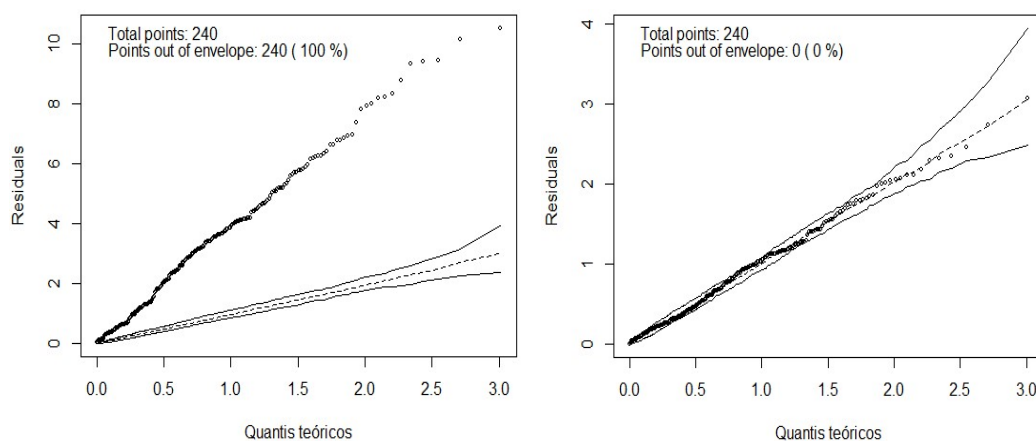 Total points: 240
Points out of envelope: 240 ( 100 %)
10
8
6
4
2
0
Residuals
0.0 0.5 1.0 1.5 2.0 2.5 3.0
Quantis teóricos
Total points: 240
Points out of envelope: 0 ( 0 %)
4
3
2
1
0
Residuals
0.0 0.5 1.0 1.5 2.0 2.5 3.0
Quantis teóricos